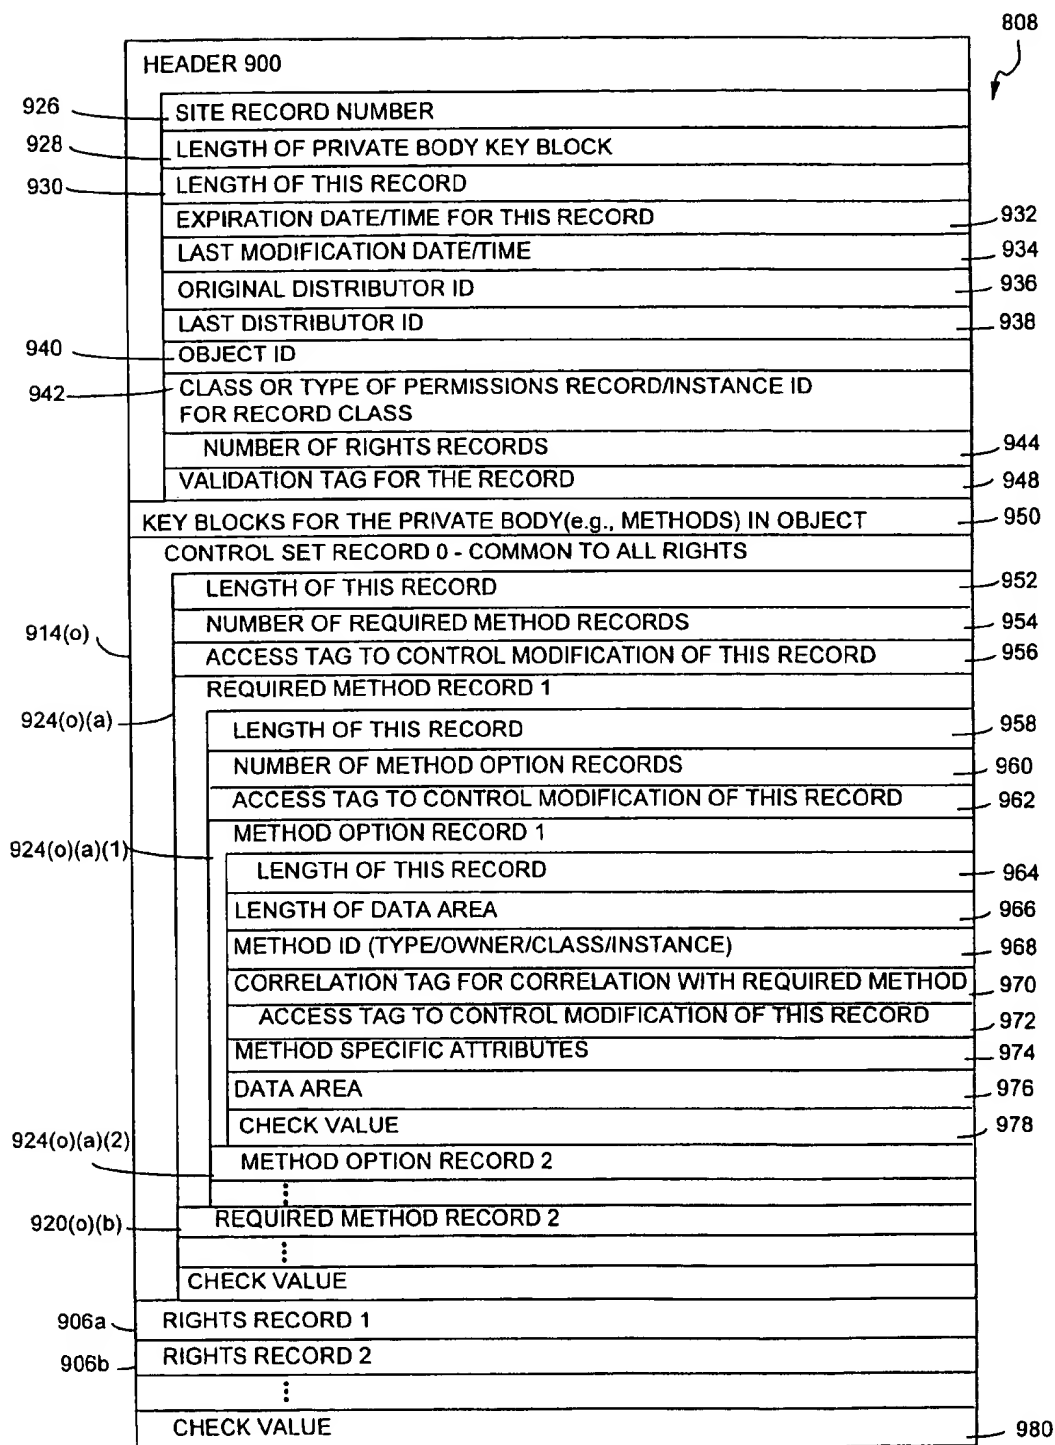 808
HEADER 900
926 SITE RECORD NUMBER
928 LENGTH OF PRIVATE BODY KEY BLOCK
930 LENGTH OF THIS RECORD
EXPIRATION DATE/TIME FOR THIS RECORD 932
LAST MODIFICATION DATE/TIME 934
ORIGINAL DISTRIBUTOR ID 936
LAST DISTRIBUTOR ID 938
940 OBJECT ID
942 CLASS OR TYPE OF PERMISSIONS RECORD/INSTANCE ID
FOR RECORD CLASS
NUMBER OF RIGHTS RECORDS 944
VALIDATION TAG FOR THE RECORD 948
KEY BLOCKS FOR THE PRIVATE BODY(e.g., METHODS) IN OBJECT 950
CONTROL SET RECORD 0 - COMMON TO ALL RIGHTS
LENGTH OF THIS RECORD 952
914(o) NUMBER OF REQUIRED METHOD RECORDS 954
ACCESS TAG TO CONTROL MODIFICATION OF THIS RECORD 956
REQUIRED METHOD RECORD 1
924(o)(a) LENGTH OF THIS RECORD 958
NUMBER OF METHOD OPTION RECORDS 960
ACCESS TAG TO CONTROL MODIFICATION OF THIS RECORD 962
METHOD OPTION RECORD 1
924(o)(a)(1) LENGTH OF THIS RECORD 964
LENGTH OF DATA AREA 966
METHOD ID (TYPE/OWNER/CLASS/INSTANCE) 968
CORRELATION TAG FOR CORRELATION WITH REQUIRED METHOD 970
ACCESS TAG TO CONTROL MODIFICATION OF THIS RECORD 972
METHOD SPECIFIC ATTRIBUTES 974
DATA AREA 976
CHECK VALUE 978
924(o)(a)(2) METHOD OPTION RECORD 2
920(o)(b) REQUIRED METHOD RECORD 2
CHECK VALUE
906a RIGHTS RECORD 1
906b RIGHTS RECORD 2
CHECK VALUE 980